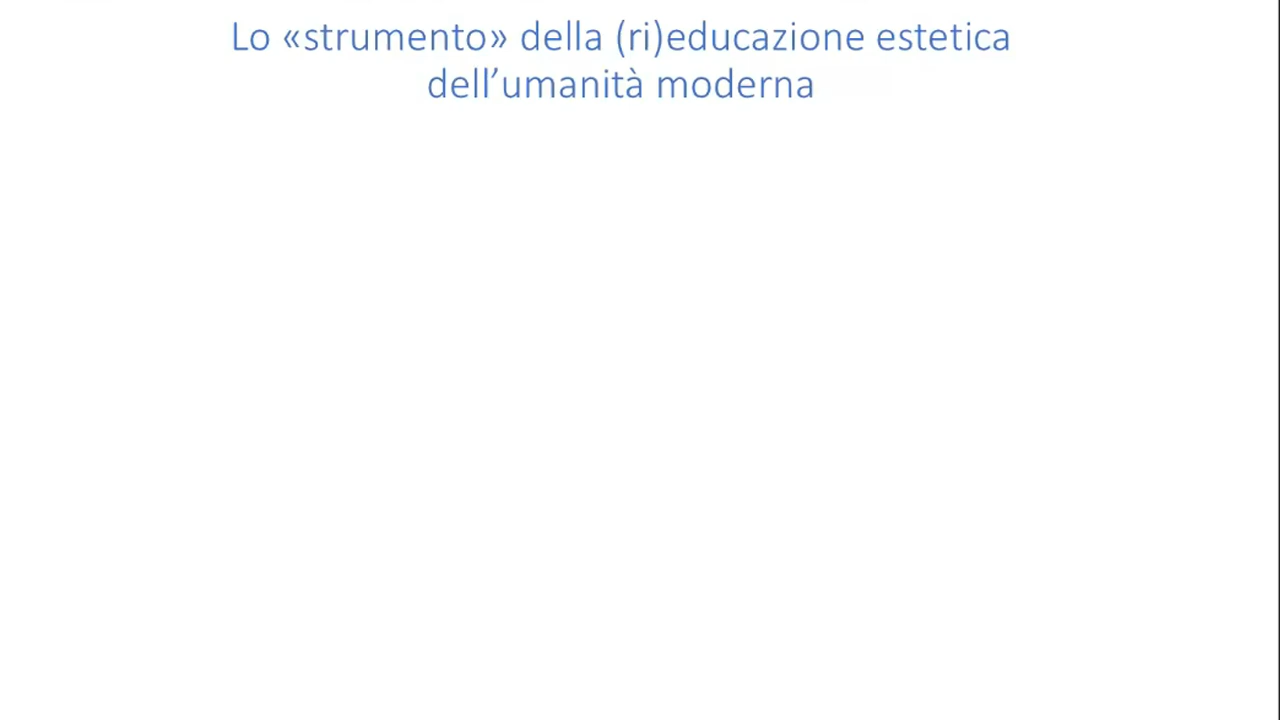 Lo «strumento» della (ri)educazione estetica
dell’umanità moderna